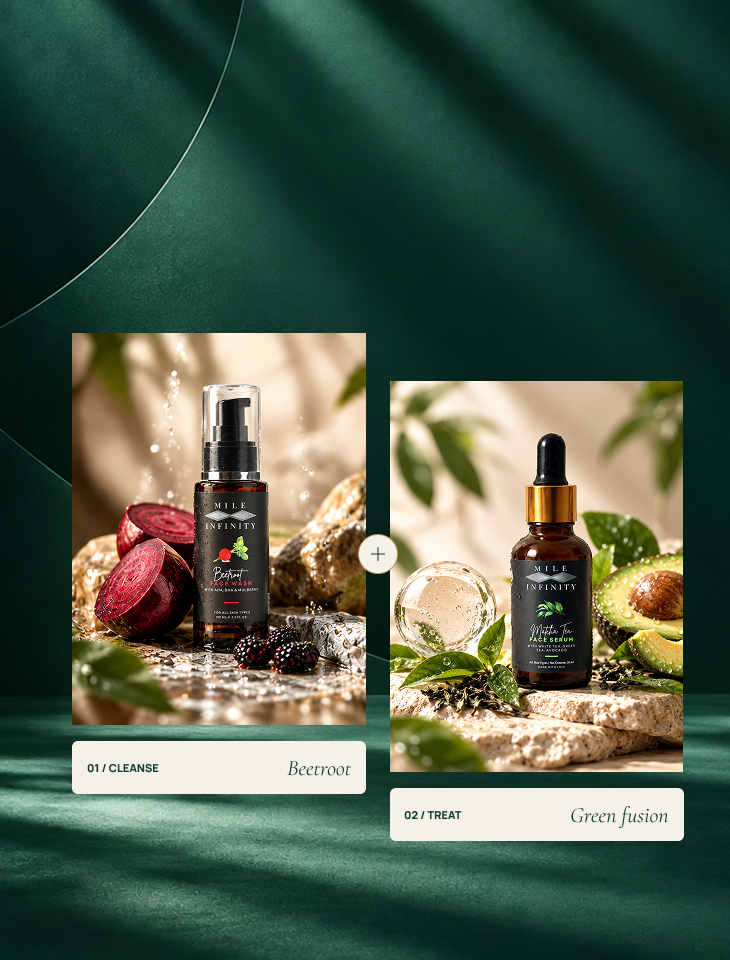 MILE
INFINITY
Beetroot
FACE WASH
WITH AHA, BHA & MULBERRY
FOR ALL SKIN TYPES
01 / CLEANSE
Beetroot
MILE
INFINITY
Matcha Tea
FACE SERUM
WITH WHITE TEA, GREEN
TEA, AVOCADO
02 / TREAT
Green fusion